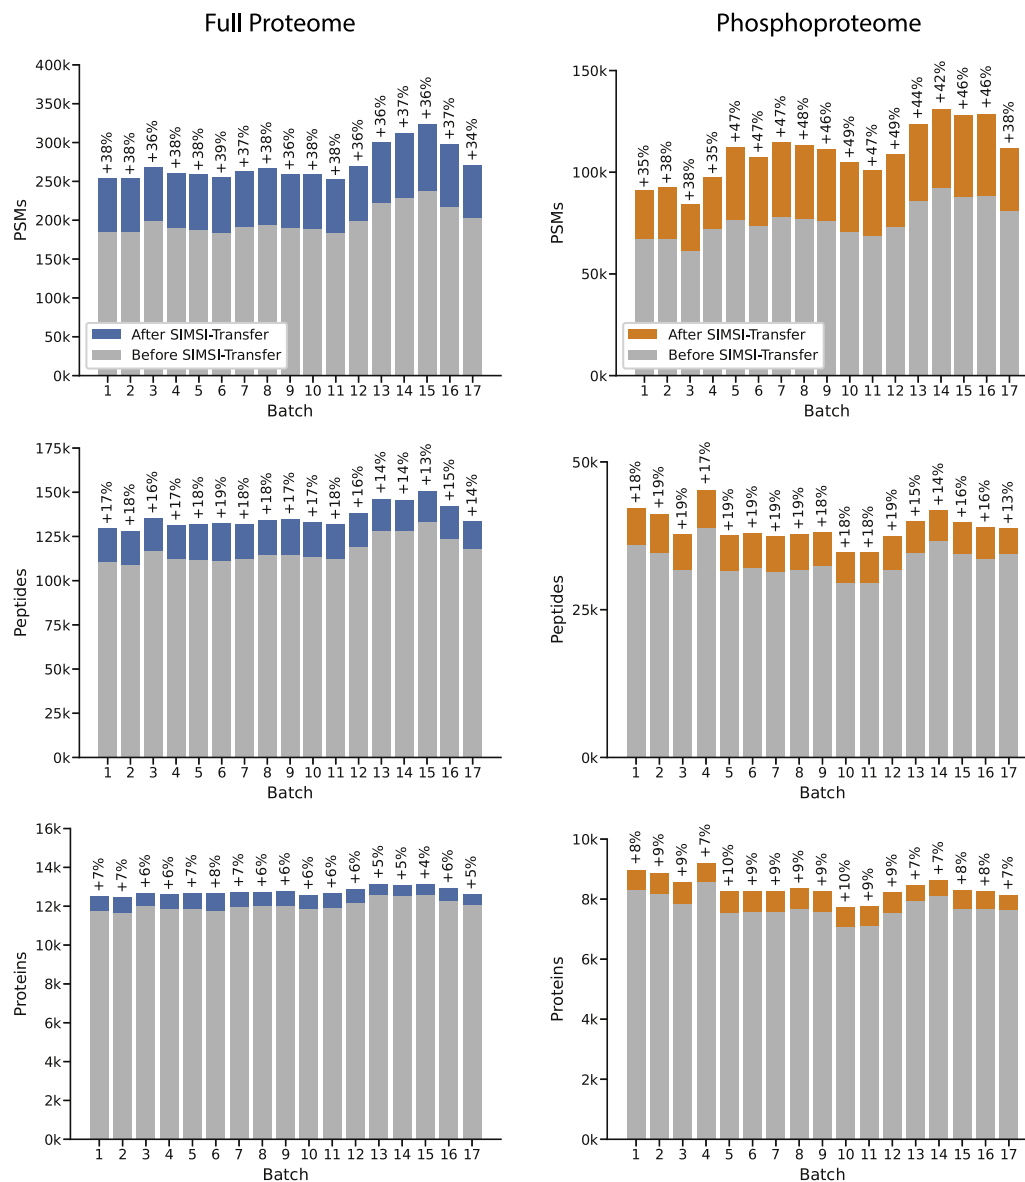 Full Proteome
Phosphoproteome
400k
350k
300k
250k
200k
150k
100k
50k
0k
PSMs
+38%
+38%
+36%
+38%
+38%
+39%
+37%
+38%
+36%
+38%
+36%
+38%
+36%
+37%
+36%
+37%
+34%
After SIMSI-Transfer
Before SIMSI-Transfer
1 2 3 4 5 6 7 8 9 10 11 12 13 14 15 16 17
Batch
150k
100k
50k
0k
PSMs
+35%
+38%
+38%
+35%
+47%
+47%
+47%
+48%
+46%
+49%
+47%
+49%
+44%
+42%
+46%
+46%
+38%
After SIMSI-Transfer
Before SIMSI-Transfer
1 2 3 4 5 6 7 8 9 10 11 12 13 14 15 16 17
Batch
175k
150k
125k
100k
75k
50k
25k
0k
Peptides
+17%
+18%
+16%
+17%
+18%
+19%
+18%
+18%
+17%
+17%
+18%
+16%
+14%
+14%
+13%
+15%
+14%
1 2 3 4 5 6 7 8 9 10 11 12 13 14 15 16 17
Batch
50k
25k
0k
Peptides
+18%
+19%
+19%
+17%
+19%
+19%
+19%
+19%
+18%
+18%
+18%
+19%
+15%
+14%
+16%
+16%
+13%
1 2 3 4 5 6 7 8 9 10 11 12 13 14 15 16 17
Batch
16k
14k
12k
10k
8k
6k
4k
2k
0k
Proteins
+7%
+7%
+6%
+6%
+7%
+8%
+7%
+6%
+6%
+6%
+7%
+6%
+5%
+5%
+4%
+6%
+5%
1 2 3 4 5 6 7 8 9 10 11 12 13 14 15 16 17
Batch
10k
8k
6k
4k
2k
0k
Proteins
+8%
+9%
+9%
+7%
+10%
+9%
+9%
+9%
+9%
+10%
+9%
+9%
+7%
+7%
+8%
+8%
+7%
1 2 3 4 5 6 7 8 9 10 11 12 13 14 15 16 17
Batch